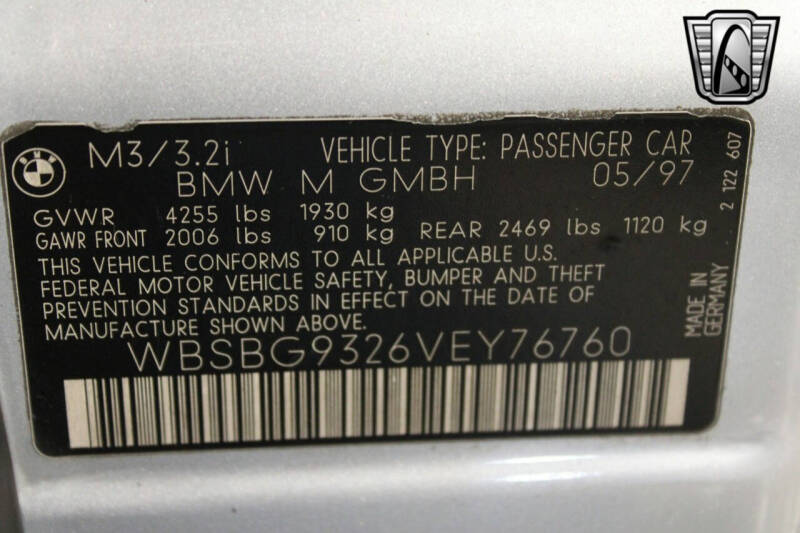 BMW
M3/3.2i VEHICLE TYPE: PASSENGER CAR
BMW M GMBH 05/97
GVWR 4255 lbs 1930 kg
GAWR FRONT 2006 lbs 910 kg REAR 2469 lbs 1120 kg
THIS VEHICLE CONFORMS TO ALL APPLICABLE U.S.
FEDERAL MOTOR VEHICLE SAFETY, BUMPER AND THEFT
PREVENTION STANDARDS IN EFFECT ON THE DATE OF
MANUFACTURE SHOWN ABOVE.
WBSBG9326VEY76760
2 122 607
MADE IN
GERMANY